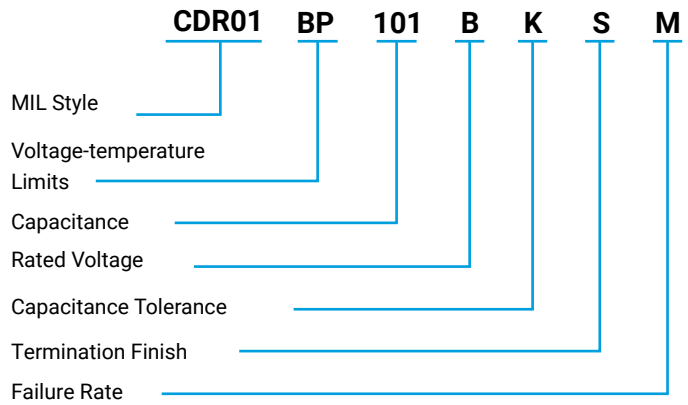 CDR01 BP 101 B K S M
MIL Style
Voltage-temperature
Limits
Capacitance
Rated Voltage
Capacitance Tolerance
Termination Finish
Failure Rate